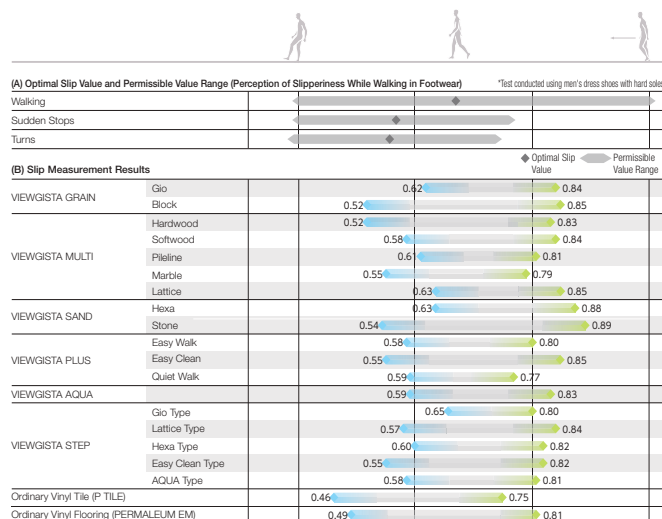 (A) Optimal Slip Value and Permissible Value Range (Perception of Slipperiness While Walking in Footwear) *Test conducted using men's dress shoes with hard soles
Walking
Sudden Stops
Turns
Optimal Slip Value Permissible Value Range
(B) Slip Measurement Results
VIEWGISTA GRAIN
Gio 0.62 0.84
Block 0.52 0.85
VIEWGISTA MULTI
Hardwood 0.52 0.83
Softwood 0.58 0.84
Pileline 0.61 0.81
Marble 0.55 0.79
Lattice 0.63 0.85
VIEWGISTA SAND
Hexa 0.63 0.88
Stone 0.54 0.89
VIEWGISTA PLUS
Easy Walk 0.58 0.80
Easy Clean 0.55 0.85
Quiet Walk 0.59 0.77
VIEWGISTA AQUA 0.59 0.83
VIEWGISTA STEP
Gio Type 0.65 0.80
Lattice Type 0.57 0.84
Hexa Type 0.60 0.82
Easy Clean Type 0.55 0.82
AQUA Type 0.58 0.81
Ordinary Vinyl Tile (P TILE) 0.46 0.75
Ordinary Vinyl Flooring (PERMALEUM EM) 0.49 0.81